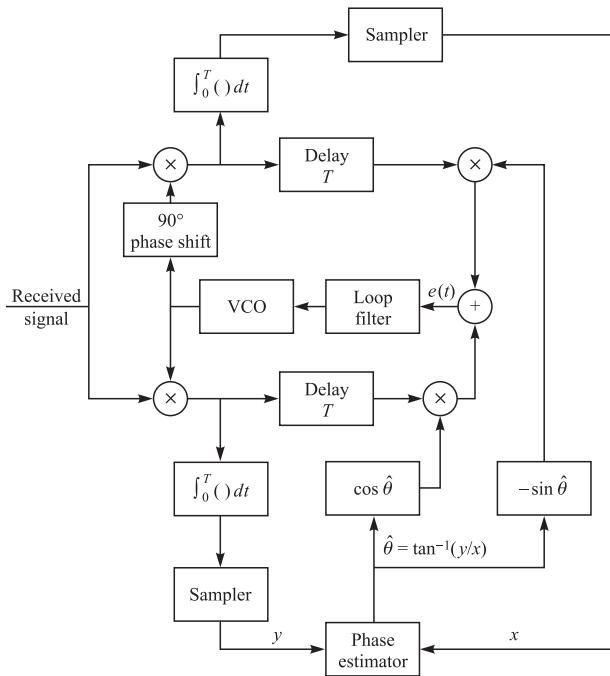 Sampler
∫₀ᵀ( ) dt
×
Delay
T
×
90°
phase shift
Received
signal
VCO
Loop
filter
e(t)
+
×
Delay
T
×
∫₀ᵀ( ) dt
cos θ̂
−sin θ̂
θ̂ = tan⁻¹(y/x)
Sampler
y
Phase
estimator
x